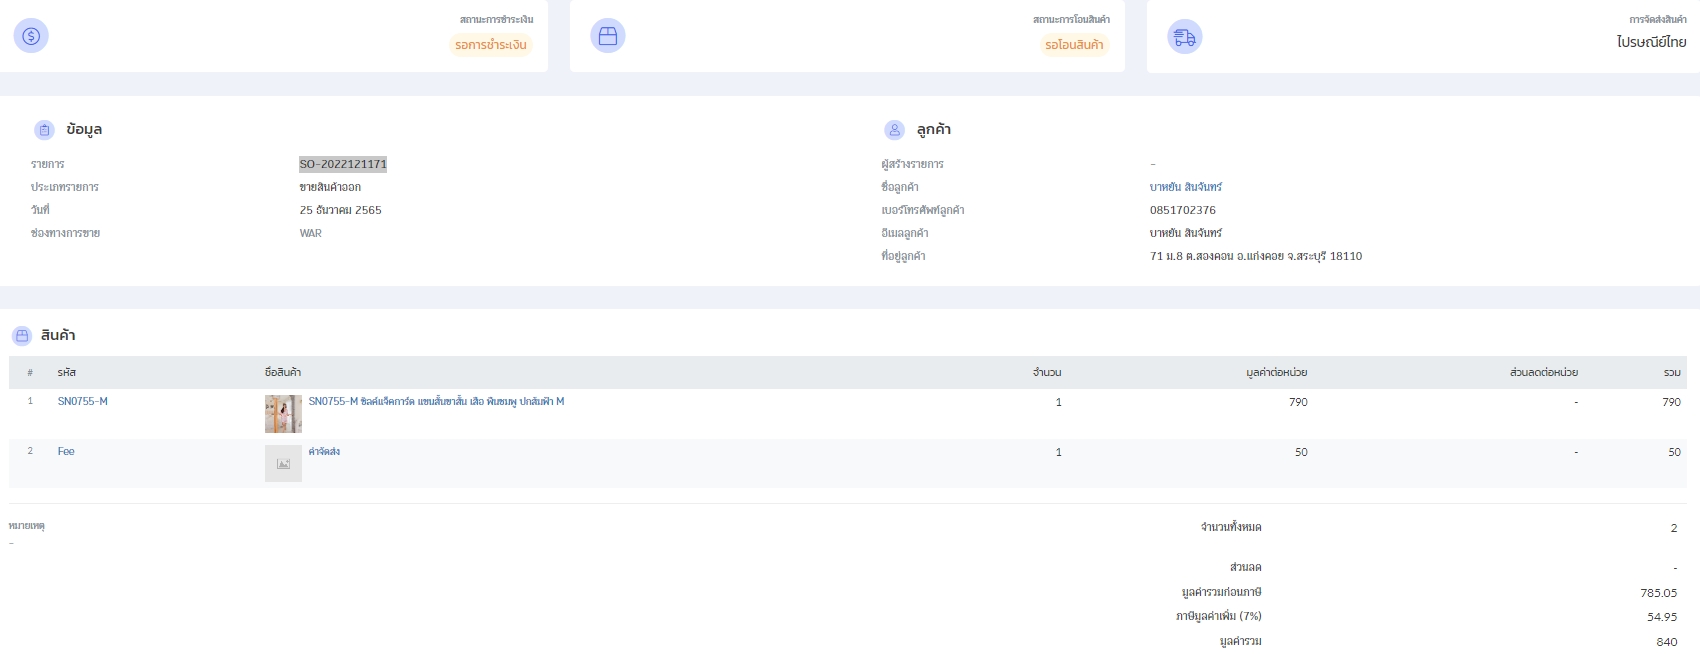 สถานะการชำระเงิน
รอการชำระเงิน
สถานะการโอนสินค้า
รอโอนสินค้า
การจัดส่งสินค้า
ไปรษณีย์ไทย
ข้อมูล
รายการ SO-2022121171
ประเภทรายการ ขายสินค้าออก
วันที่ 25 ธันวาคม 2565
ช่องทางการขาย WAR
ลูกค้า
ผู้สร้างรายการ -
ชื่อลูกค้า บาหยัน สินจันทร์
เบอร์โทรศัพท์ลูกค้า 0851702376
อีเมลลูกค้า บาหยัน สินจันทร์
ที่อยู่ลูกค้า 71 ม.8 ต.สองคอน อ.แก่งคอย จ.สระบุรี 18110
สินค้า
# รหัส ชื่อสินค้า จำนวน มูลค่าต่อหน่วย ส่วนลดต่อหน่วย รวม
1 SN0755-M SN0755-M ซิลค์แจ็คการ์ด แขนสั้นขาสั้น เสือ พินชมพู ปกส้มฟ้า M 1 790 - 790
2 Fee ค่าจัดส่ง 1 50 - 50
หมายเหตุ
-
จำนวนทั้งหมด 2
ส่วนลด -
มูลค่ารวมก่อนภาษี 785.05
ภาษีมูลค่าเพิ่ม (7%) 54.95
มูลค่ารวม 840